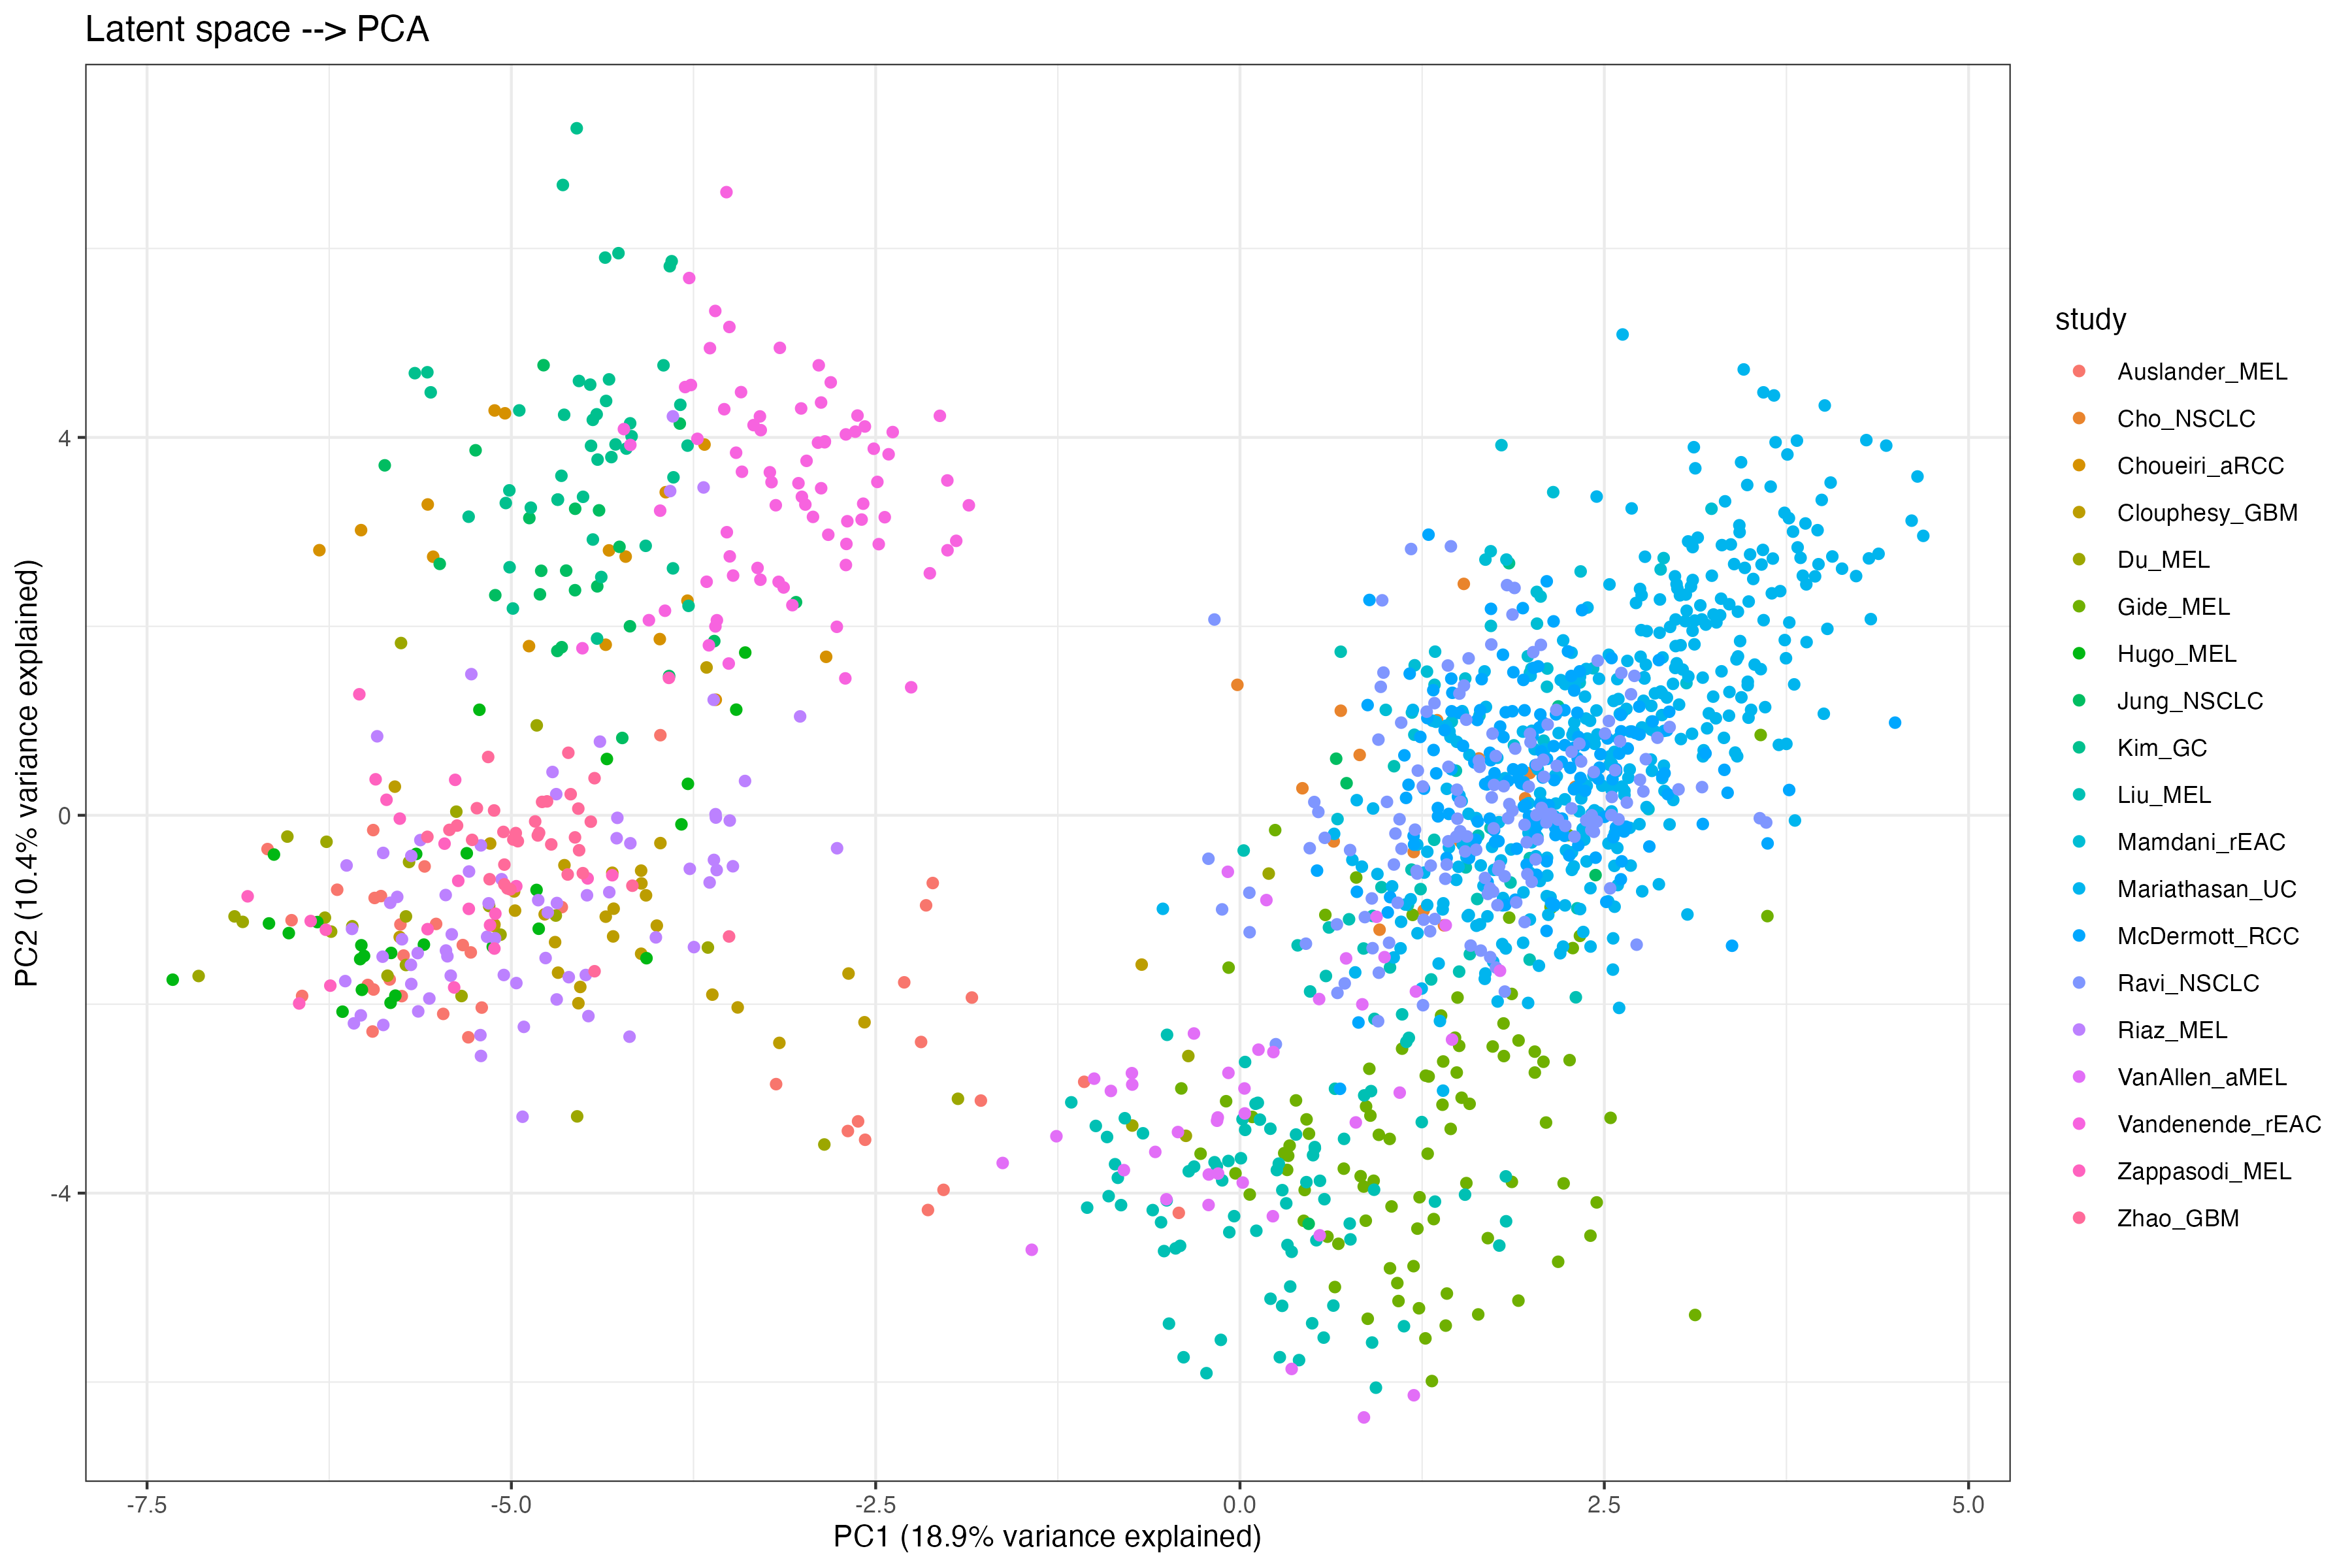 Latent space --> PCA
PC2 (10.4% variance explained)
4
0
-4
-7.5
-5.0
-2.5
0.0
2.5
5.0
PC1 (18.9% variance explained)
study
Auslander_MEL
Cho_NSCLC
Choueiri_aRCC
Clouphesy_GBM
Du_MEL
Gide_MEL
Hugo_MEL
Jung_NSCLC
Kim_GC
Liu_MEL
Mamdani_rEAC
Mariathasan_UC
McDermott_RCC
Ravi_NSCLC
Riaz_MEL
VanAllen_aMEL
Vandenende_rEAC
Zappasodi_MEL
Zhao_GBM